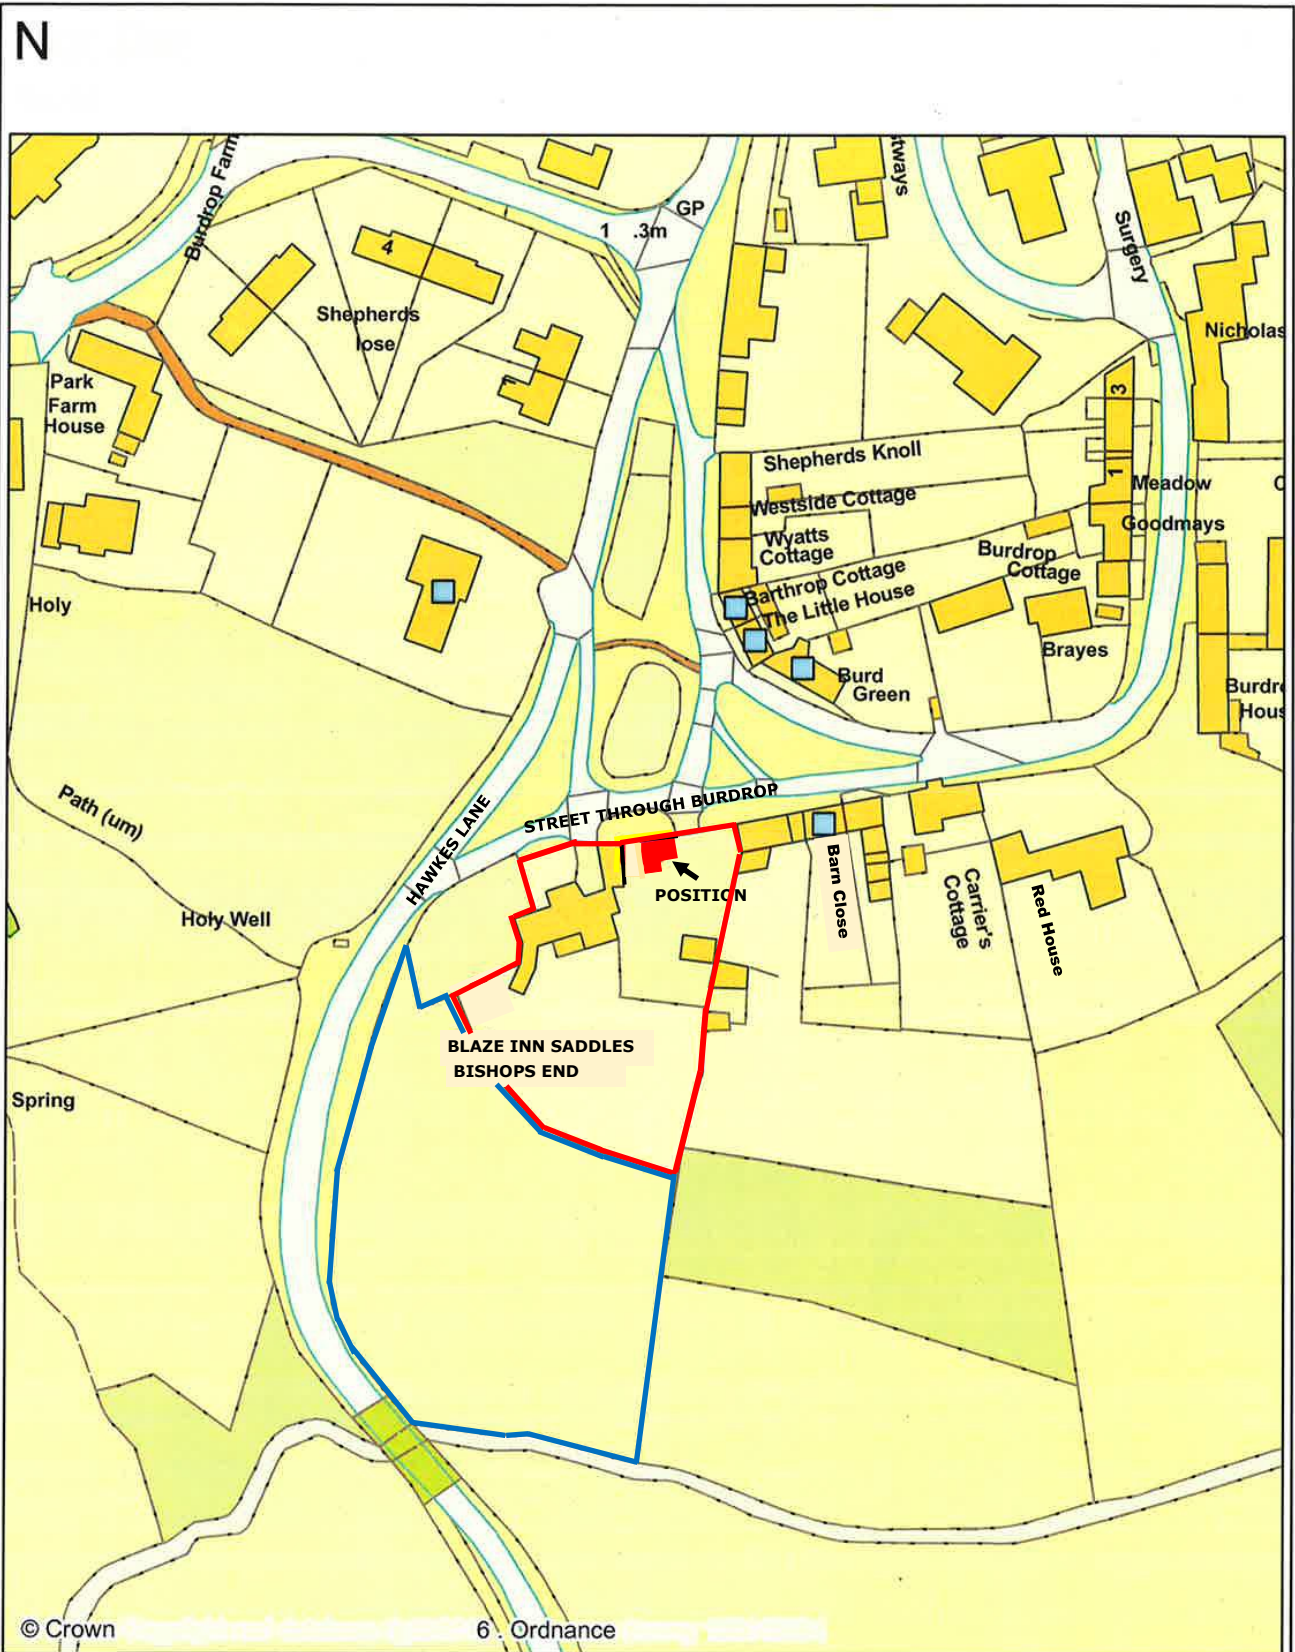 N
Burdrop Farm
GP
1 .3m
tways
Surgery
4
Shepherds
lose
Nicholas
Park
Farm
House
3
Shepherds Knoll
1
Meadow
Westside Cottage
Goodmays
Wyatts
Cottage
Burdrop
Cottage
Barthrop Cottage
The Little House
Holy
Brayes
Burd
Green
Burdr
Hous
Path (um)
HAWKES LANE
STREET THROUGH BURDROP
POSITION
Barn Close
Carrier's
Cottage
Red House
Holy Well
BLAZE INN SADDLES
BISHOPS END
Spring
© Crown
6 . Ordnance